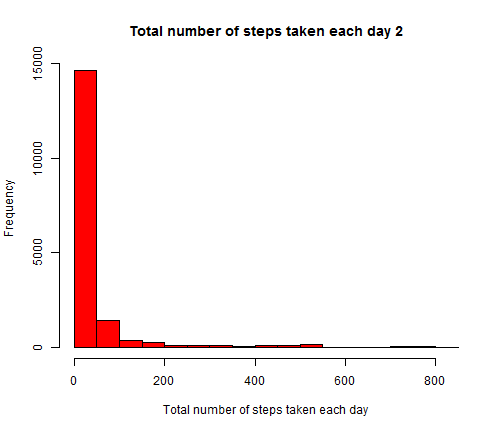 Total number of steps taken each day 2
Frequency
15000
10000
5000
0
0 200 400 600 800
Total number of steps taken each day